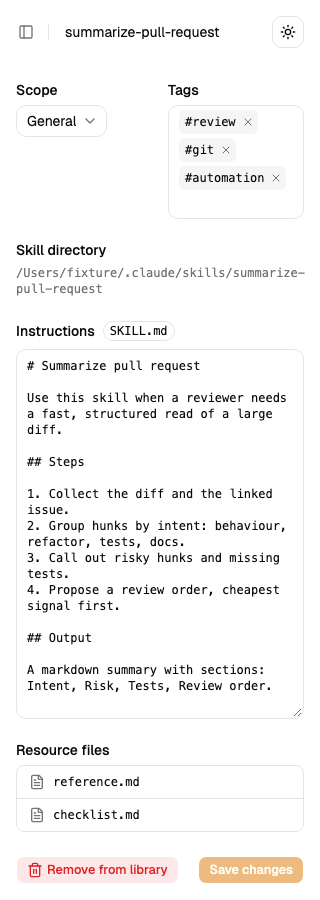 summarize-pull-request
Scope
Tags
General
#review
#git
#automation
Skill directory
/Users/fixture/.claude/skills/summarize-
pull-request
Instructions SKILL.md
# Summarize pull request
Use this skill when a reviewer needs
a fast, structured read of a large
diff.
## Steps
1. Collect the diff and the linked
issue.
2. Group hunks by intent: behaviour,
refactor, tests, docs.
3. Call out risky hunks and missing
tests.
4. Propose a review order, cheapest
signal first.
## Output
A markdown summary with sections:
Intent, Risk, Tests, Review order.
Resource files
reference.md
checklist.md
Remove from library
Save changes